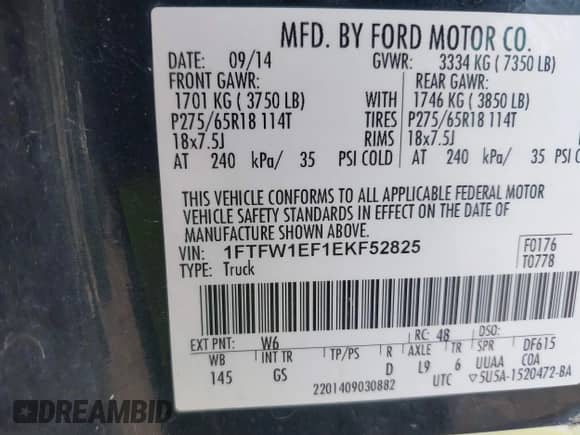 MFD. BY FORD MOTOR CO.
DATE: 09/14 GVWR: 3334 KG ( 7350 LB)
FRONT GAWR: REAR GAWR:
1701 KG ( 3750 LB) WITH 1746 KG ( 3850 LB)
P275/65R18 114T TIRES P275/65R18 114T
18x7.5J RIMS 18x7.5J
AT 240 kPa/ 35 PSI COLD AT 240 kPa/ 35 PSI
THIS VEHICLE CONFORMS TO ALL APPLICABLE FEDERAL MOTOR
VEHICLE SAFETY STANDARDS IN EFFECT ON THE DATE OF
MANUFACTURE SHOWN ABOVE.
VIN: 1FTFW1EF1EKF52825 F0176
TYPE: Truck T0778
EXT PNT: W6 RC: 48 DSO:
WB INT TR TP/PS R AXLE TR SPR DF615
145 GS D L9 6 UUAA COA
2201409030882 UTC ▽5U5A-1520472-BA
DREAMBID